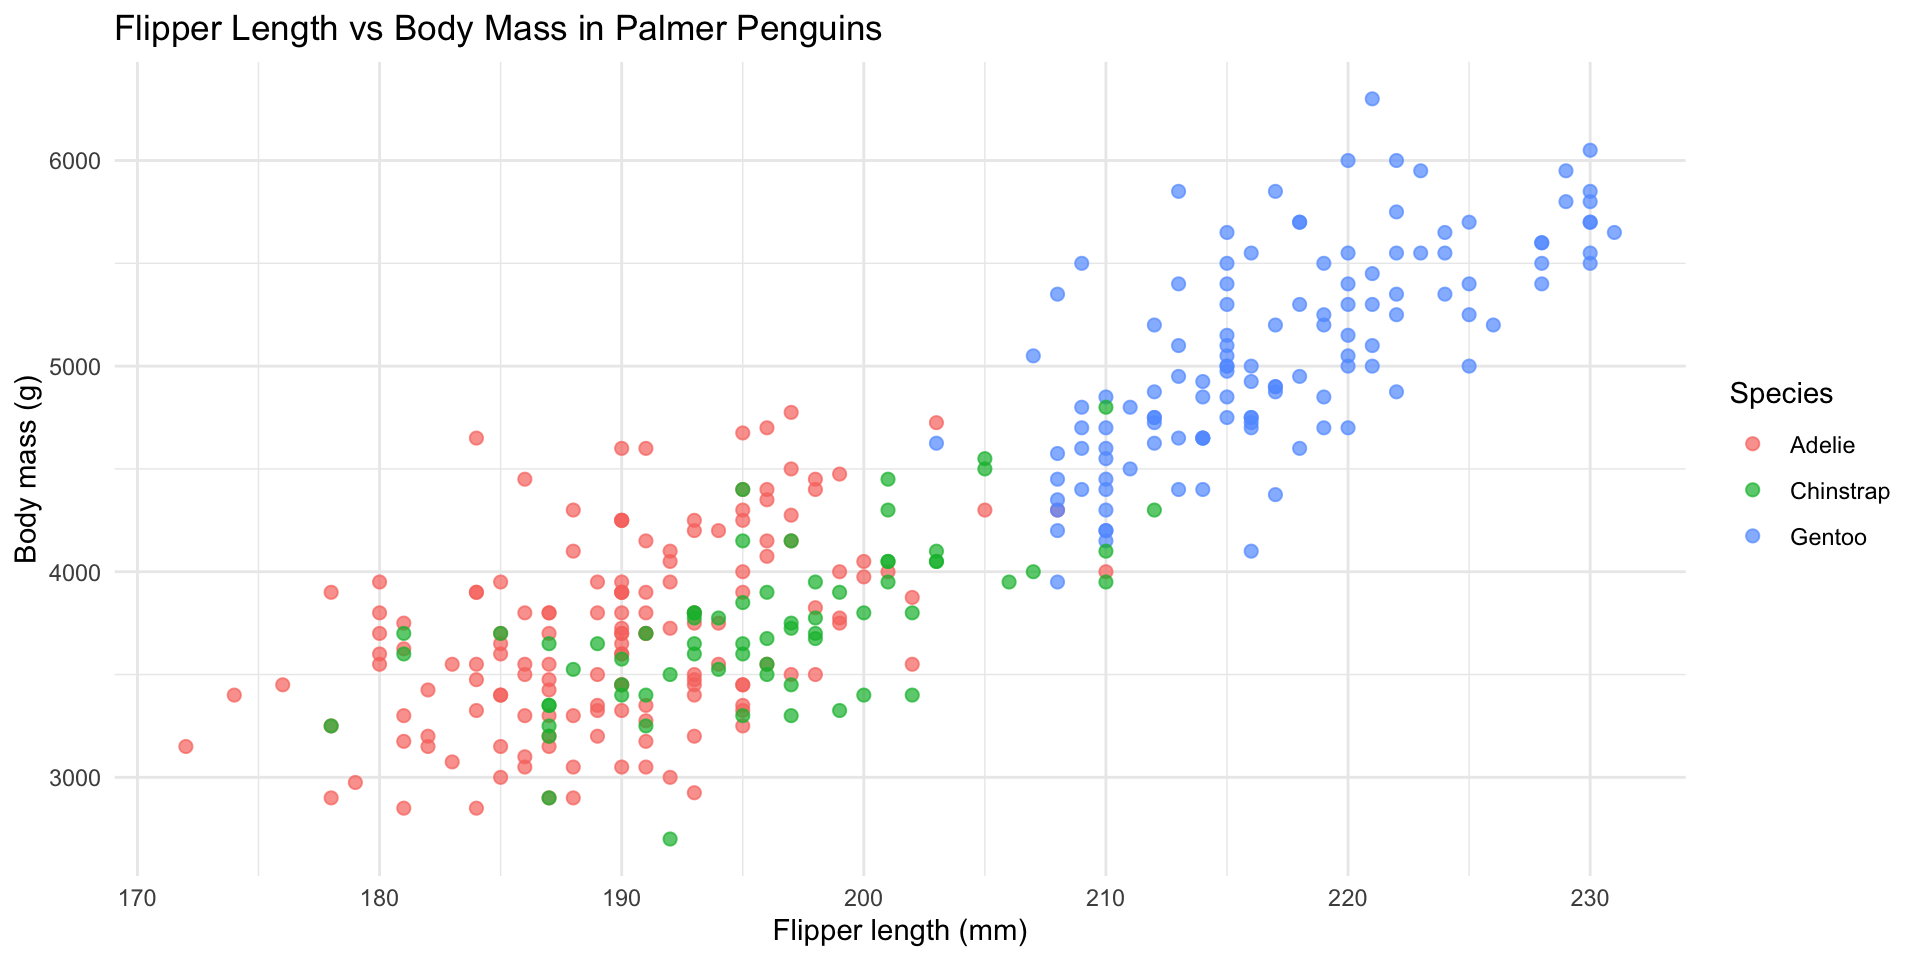 Flipper Length vs Body Mass in Palmer Penguins
6000
5000
4000
3000
Body mass (g)
170 180 190 200 210 220 230
Flipper length (mm)
Species
Adelie
Chinstrap
Gentoo